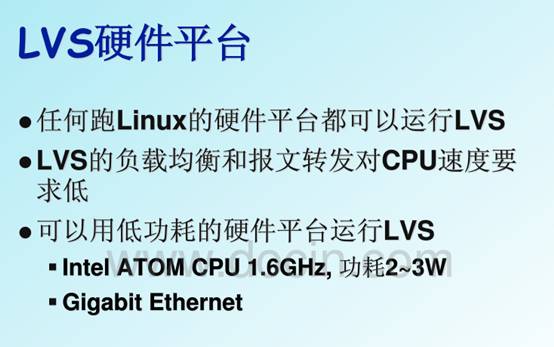 LVS硬件平台
●任何跑Linux的硬件平台都可以运行LVS
●LVS的负载均衡和报文转发对CPU速度要
求低
●可以用低功耗的硬件平台运行LVS
www.docin.com
▪Intel ATOM CPU 1.6GHz, 功耗2~3W
▪Gigabit Ethernet